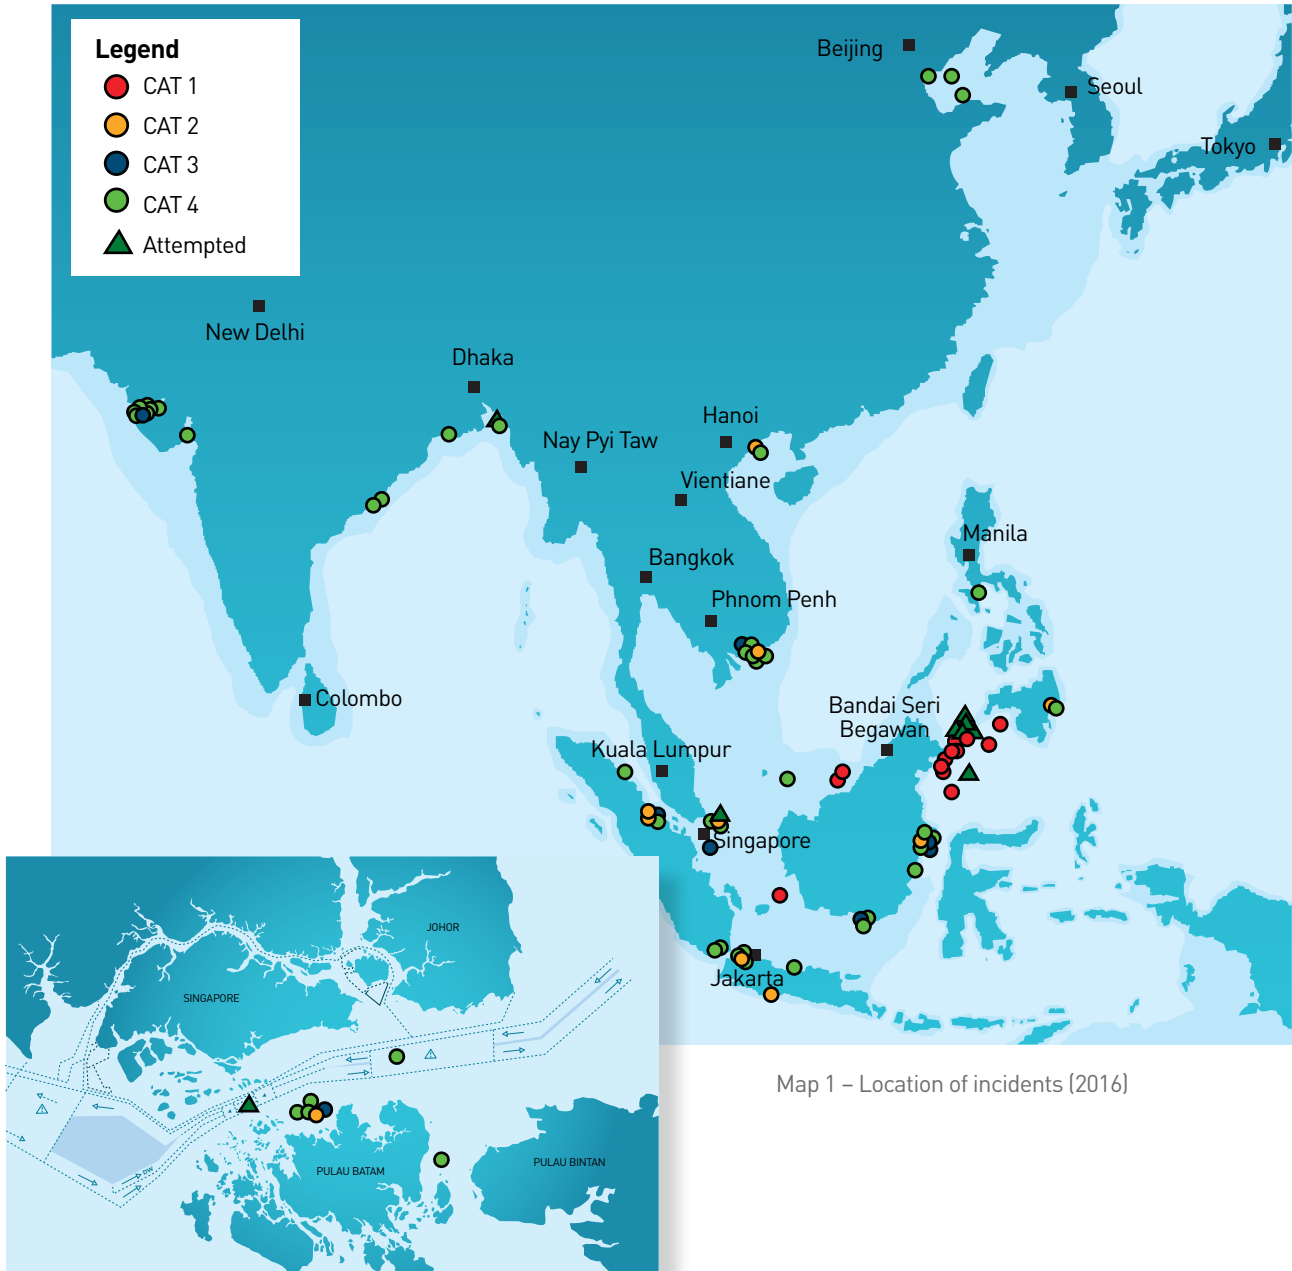 Legend
CAT 1
CAT 2
CAT 3
CAT 4
Attempted
Beijing
Seoul
Tokyo
New Delhi
Dhaka
Hanoi
Nay Pyi Taw
Vientiane
Manila
Bangkok
Phnom Penh
Colombo
Bandai Seri
Begawan
Kuala Lumpur
Singapore
Jakarta
JOHOR
SINGAPORE
PULAU BATAM
PULAU BINTAN
DW
Map 1 – Location of incidents (2016)